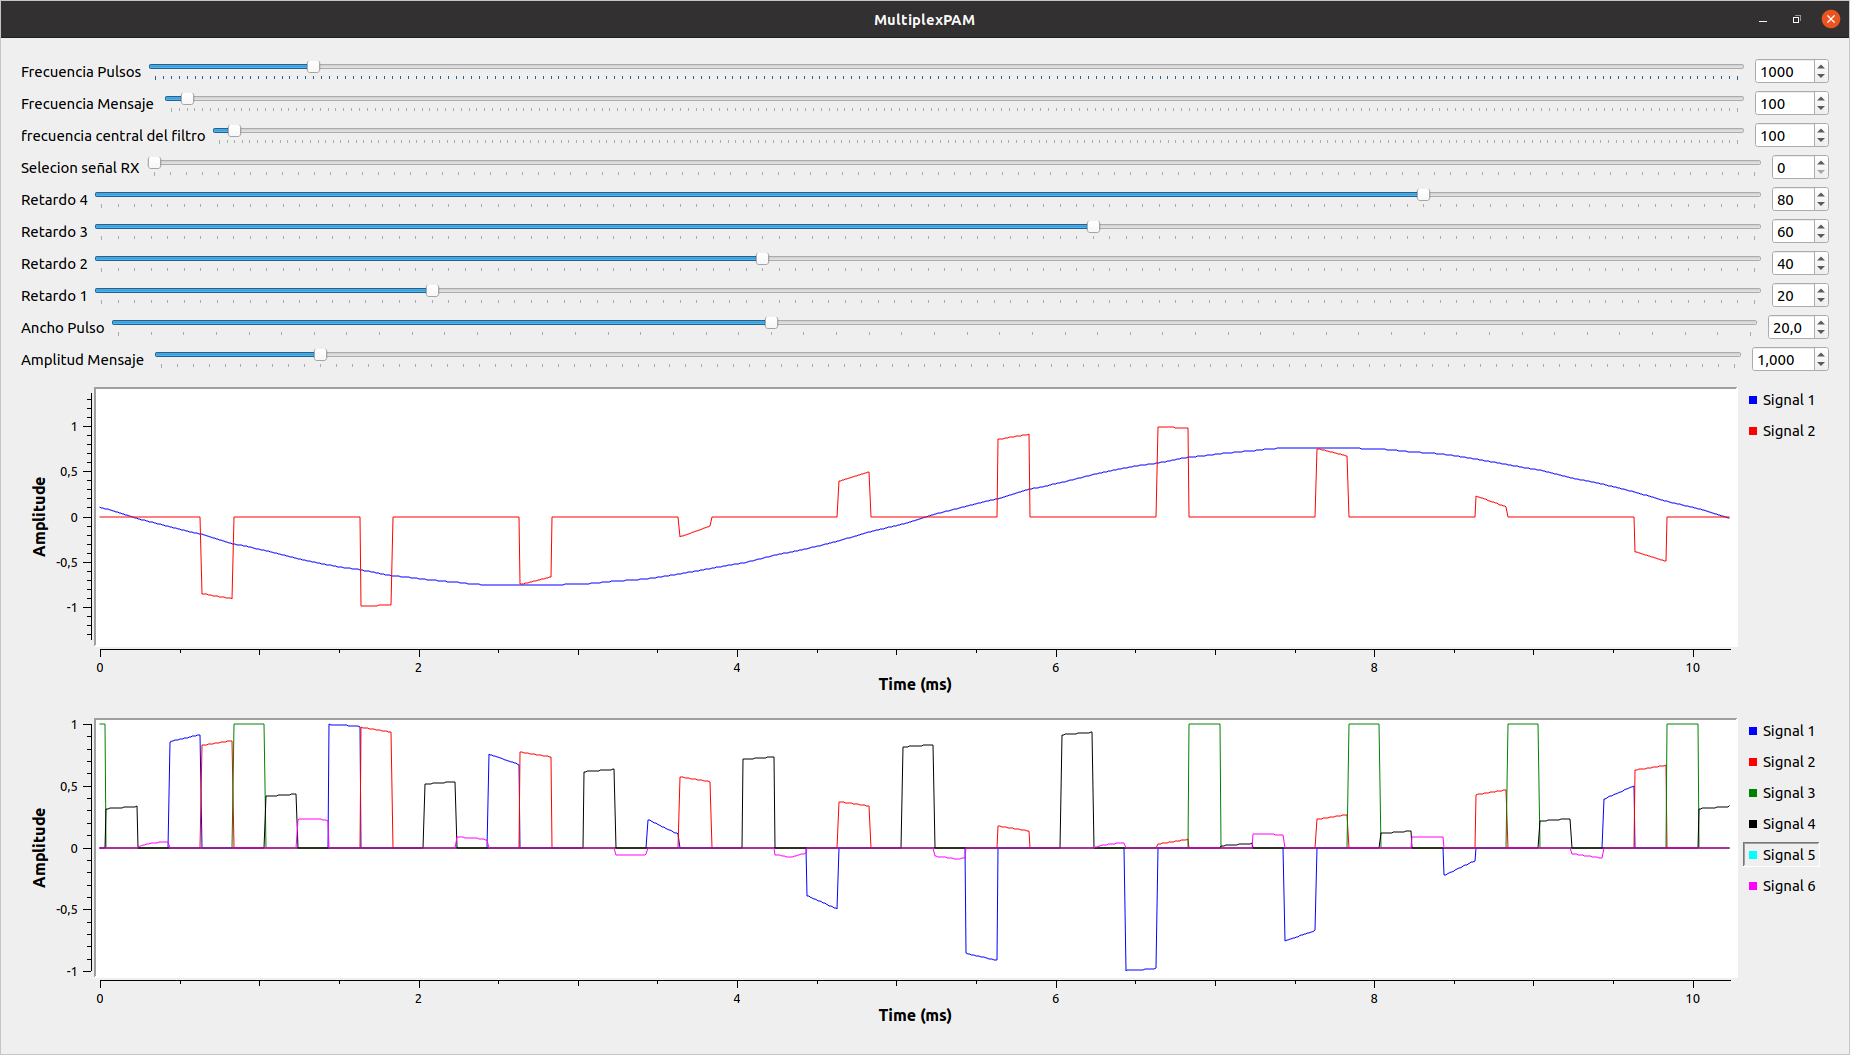 MultiplexPAM
Frecuencia Pulsos 1000
Frecuencia Mensaje 100
frecuencia central del filtro 100
Selecion señal RX 0
Retardo 4 80
Retardo 3 60
Retardo 2 40
Retardo 1 20
Ancho Pulso 20,0
Amplitud Mensaje 1,000
Signal 1
Signal 2
Amplitude
1
0,5
0
-0,5
-1
0 2 4 6 8 10
Time (ms)
Signal 1
Signal 2
Signal 3
Signal 4
Signal 5
Signal 6
Amplitude
1
0,5
0
-0,5
-1
0 2 4 6 8 10
Time (ms)